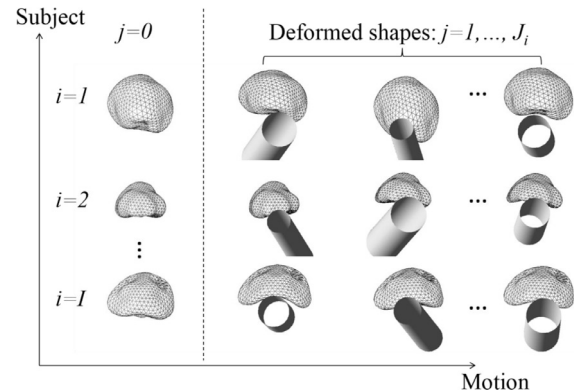 Subject
j=0
Deformed shapes: j=1, ..., J_i
i=1
...
i=2
...
⋮
i=I
...
Motion